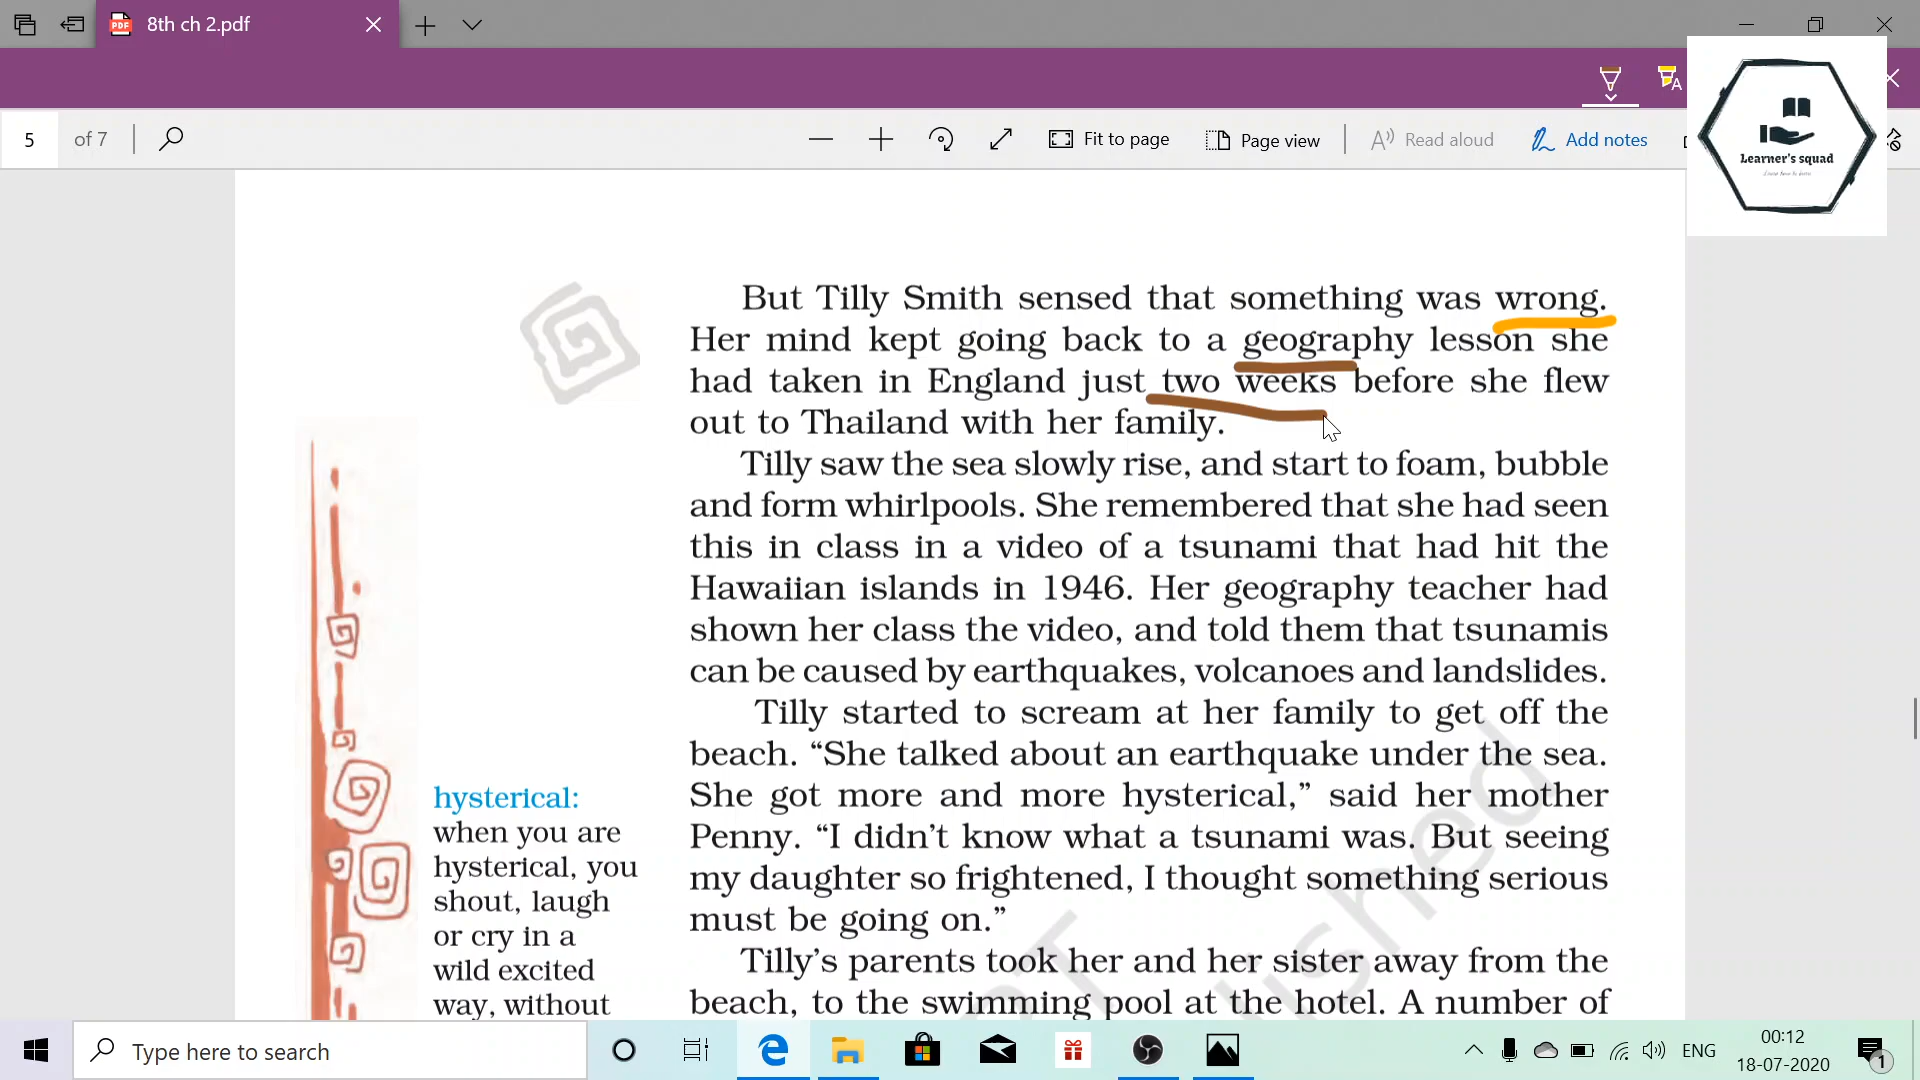 8th ch 2.pdf
5 of 7
Fit to page
Page view
Read aloud
Add notes
Learner's squad
But Tilly Smith sensed that something was wrong.
Her mind kept going back to a geography lesson she
had taken in England just two weeks before she flew
out to Thailand with her family.
Tilly saw the sea slowly rise, and start to foam, bubble
and form whirlpools. She remembered that she had seen
this in class in a video of a tsunami that had hit the
Hawaiian islands in 1946. Her geography teacher had
shown her class the video, and told them that tsunamis
can be caused by earthquakes, volcanoes and landslides.
Tilly started to scream at her family to get off the
beach. “She talked about an earthquake under the sea.
She got more and more hysterical,” said her mother
Penny. “I didn’t know what a tsunami was. But seeing
my daughter so frightened, I thought something serious
must be going on.”
Tilly’s parents took her and her sister away from the
beach, to the swimming pool at the hotel. A number of
hysterical:
when you are
hysterical, you
shout, laugh
or cry in a
wild excited
way, without
Type here to search
ENG
00:12
18-07-2020
1